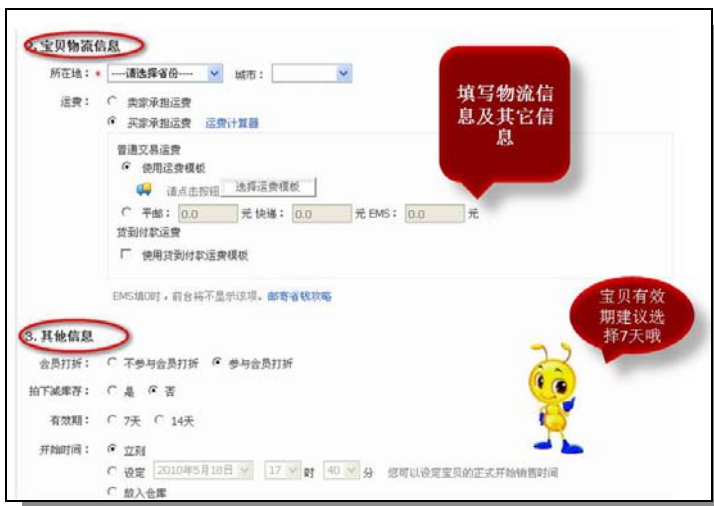 2. 宝贝物流信息
所在地：* ----请选择省份---- 城市：
运费： 卖家承担运费
买家承担运费 运费计算器
普通交易运费
使用运费模板
请点击按钮 选择运费模板
平邮： 0.0 元 快递： 0.0 元 EMS： 0.0 元
货到付款运费
使用货到付款运费模板
EMS填0时，前台将不显示该项。邮寄省钱攻略
填写物流信
息及其它信
息
3. 其他信息
会员打折： 不参与会员打折 参与会员打折
拍下减库存： 是 否
有效期： 7天 14天
开始时间： 立刻
设定 2010年5月18日 17 时 40 分 您可以设定宝贝的正式开始销售时间
放入仓库
宝贝有效
期建议选
择7天哦